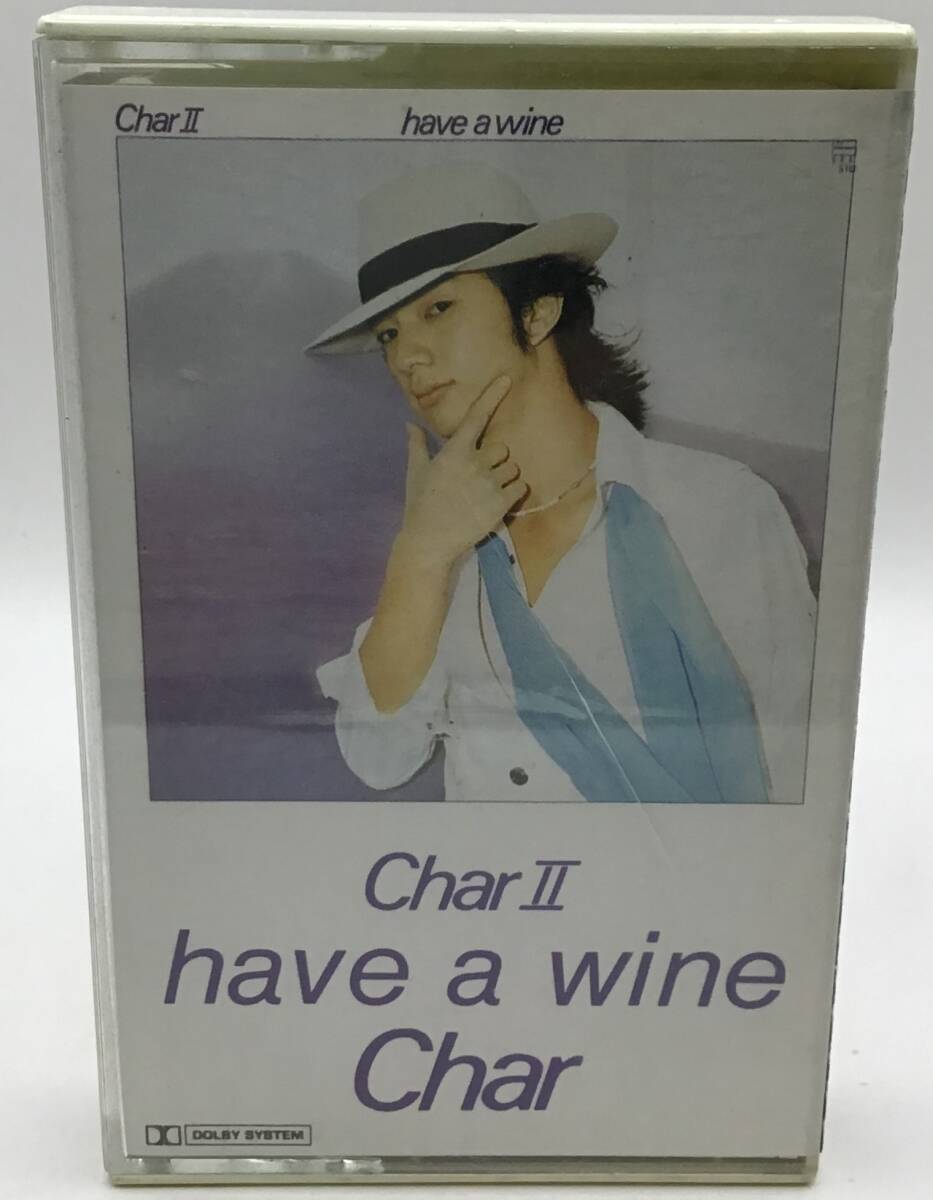 Char II
have a wine
Char II
have a wine
Char
DOLBY SYSTEM